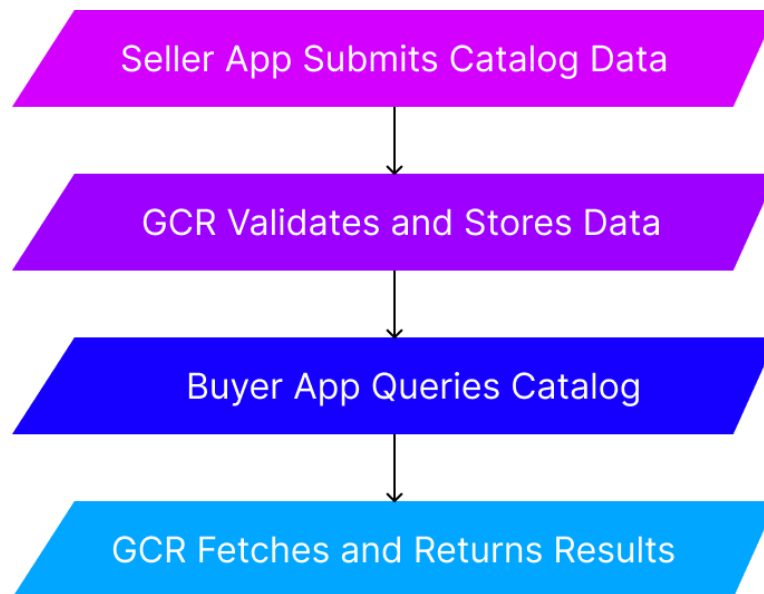 Seller App Submits Catalog Data
GCR Validates and Stores Data
Buyer App Queries Catalog
GCR Fetches and Returns Results